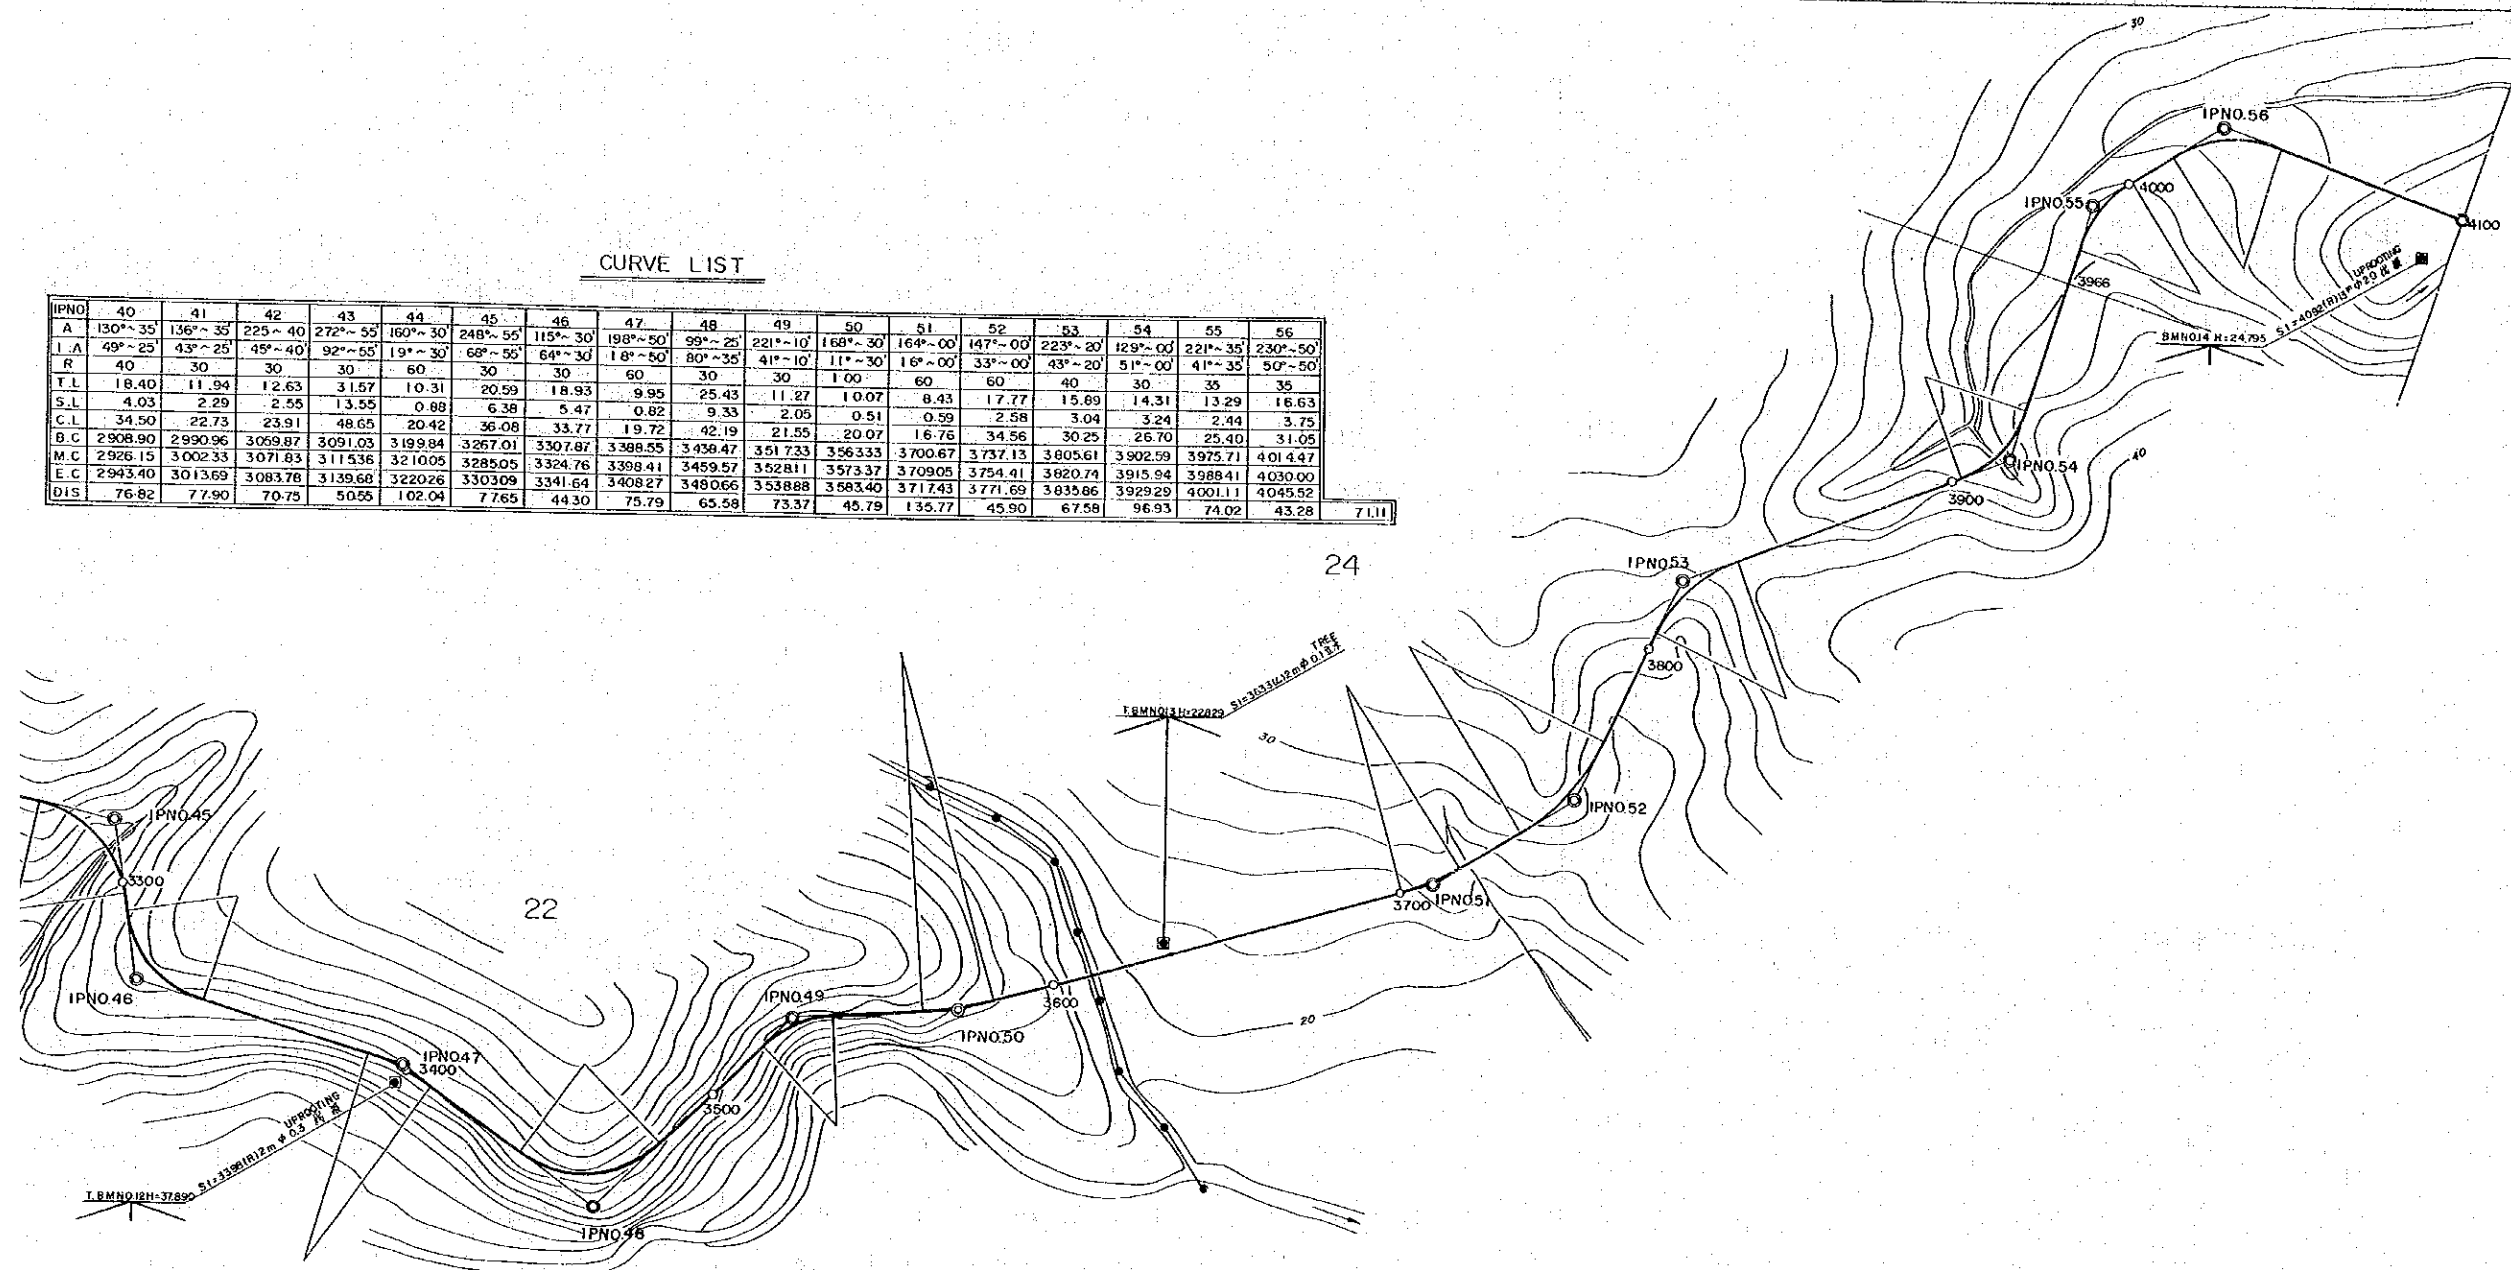 CURVE LIST
IPNO 40 41 42 43 44 45 46 47 48 49 50 51 52 53 54 55 56
A 130°~35' 136°~35' 225~40 272°~55' 160°~30' 248°~55' 115°~30' 198°~50' 99°~25' 221°~10' 168°~30' 164°~00' 147°~00' 223°~20' 129°~00' 221°~35' 230°~50'
I.A 49°~25' 43°~25' 45°~40' 92°~55' 19°~30' 68°~55' 64°~30' 18°~50' 80°~35' 41°~10' 11°~30' 16°~00' 33°~00' 43°~20' 51°~00' 41°~35' 50°~50'
R 40 30 30 30 60 30 30 60 30 30 100 60 60 40 30 35 35
T.L 18.40 11.94 12.63 31.57 10.31 20.59 18.93 9.95 25.43 11.27 10.07 8.43 17.77 15.89 14.31 13.29 16.63
S.L 4.03 2.29 2.55 13.55 0.88 6.38 5.47 0.82 9.33 2.05 0.51 0.59 2.58 3.04 3.24 2.44 3.75
C.L 34.50 22.73 23.91 48.65 20.42 36.08 33.77 19.72 42.19 21.55 20.07 16.76 34.56 30.25 26.70 25.40 31.05
B.C 2908.90 2990.96 3059.87 3091.03 3199.84 3267.01 3307.87 3388.55 3438.47 3517.33 3563.33 3700.67 3737.13 3805.61 3902.59 3975.71 4014.47
M.C 2926.15 3002.33 3071.83 3115.36 3210.05 3285.05 3324.76 3398.41 3459.57 3528.11 3573.37 3709.05 3754.41 3820.74 3915.94 3988.41 4030.00
E.C 2943.40 3013.69 3083.78 3139.68 3220.26 3303.09 3341.64 3408.27 3480.66 3538.88 3583.40 3717.43 3771.69 3835.86 3929.29 4001.11 4045.52
DIS 76.82 77.90 70.75 50.55 102.04 77.65 44.30 75.79 65.58 73.37 45.79 135.77 45.90 67.58 96.93 74.02 43.28 71.11
30
IPNO.56
4000
IPNO.55
4100
3966
UPROOTING
BMNO.14 H=24.795
IPNO.54
40
3900
24
IPNO.53
TREE
3800
T.BMNO.13 H=22.829
30
IPNO.52
IPNO.45
3300
22
3700
IPNO.51
IPNO.46
IPNO.49
3600
20
IPNO.50
IPNO.47
3400
3500
UPROOTING
T.BMNO.12 H=37.890
IPNO.48